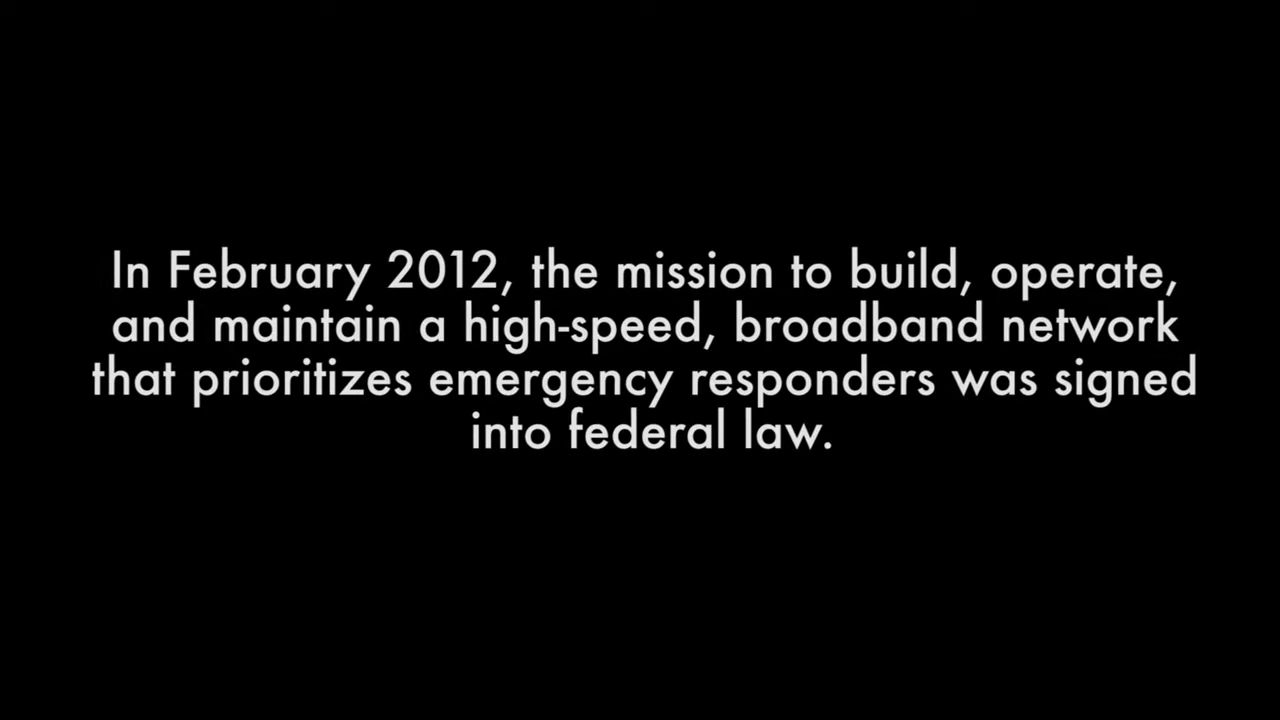 In February 2012, the mission to build, operate,
and maintain a high-speed, broadband network
that prioritizes emergency responders was signed
into federal law.